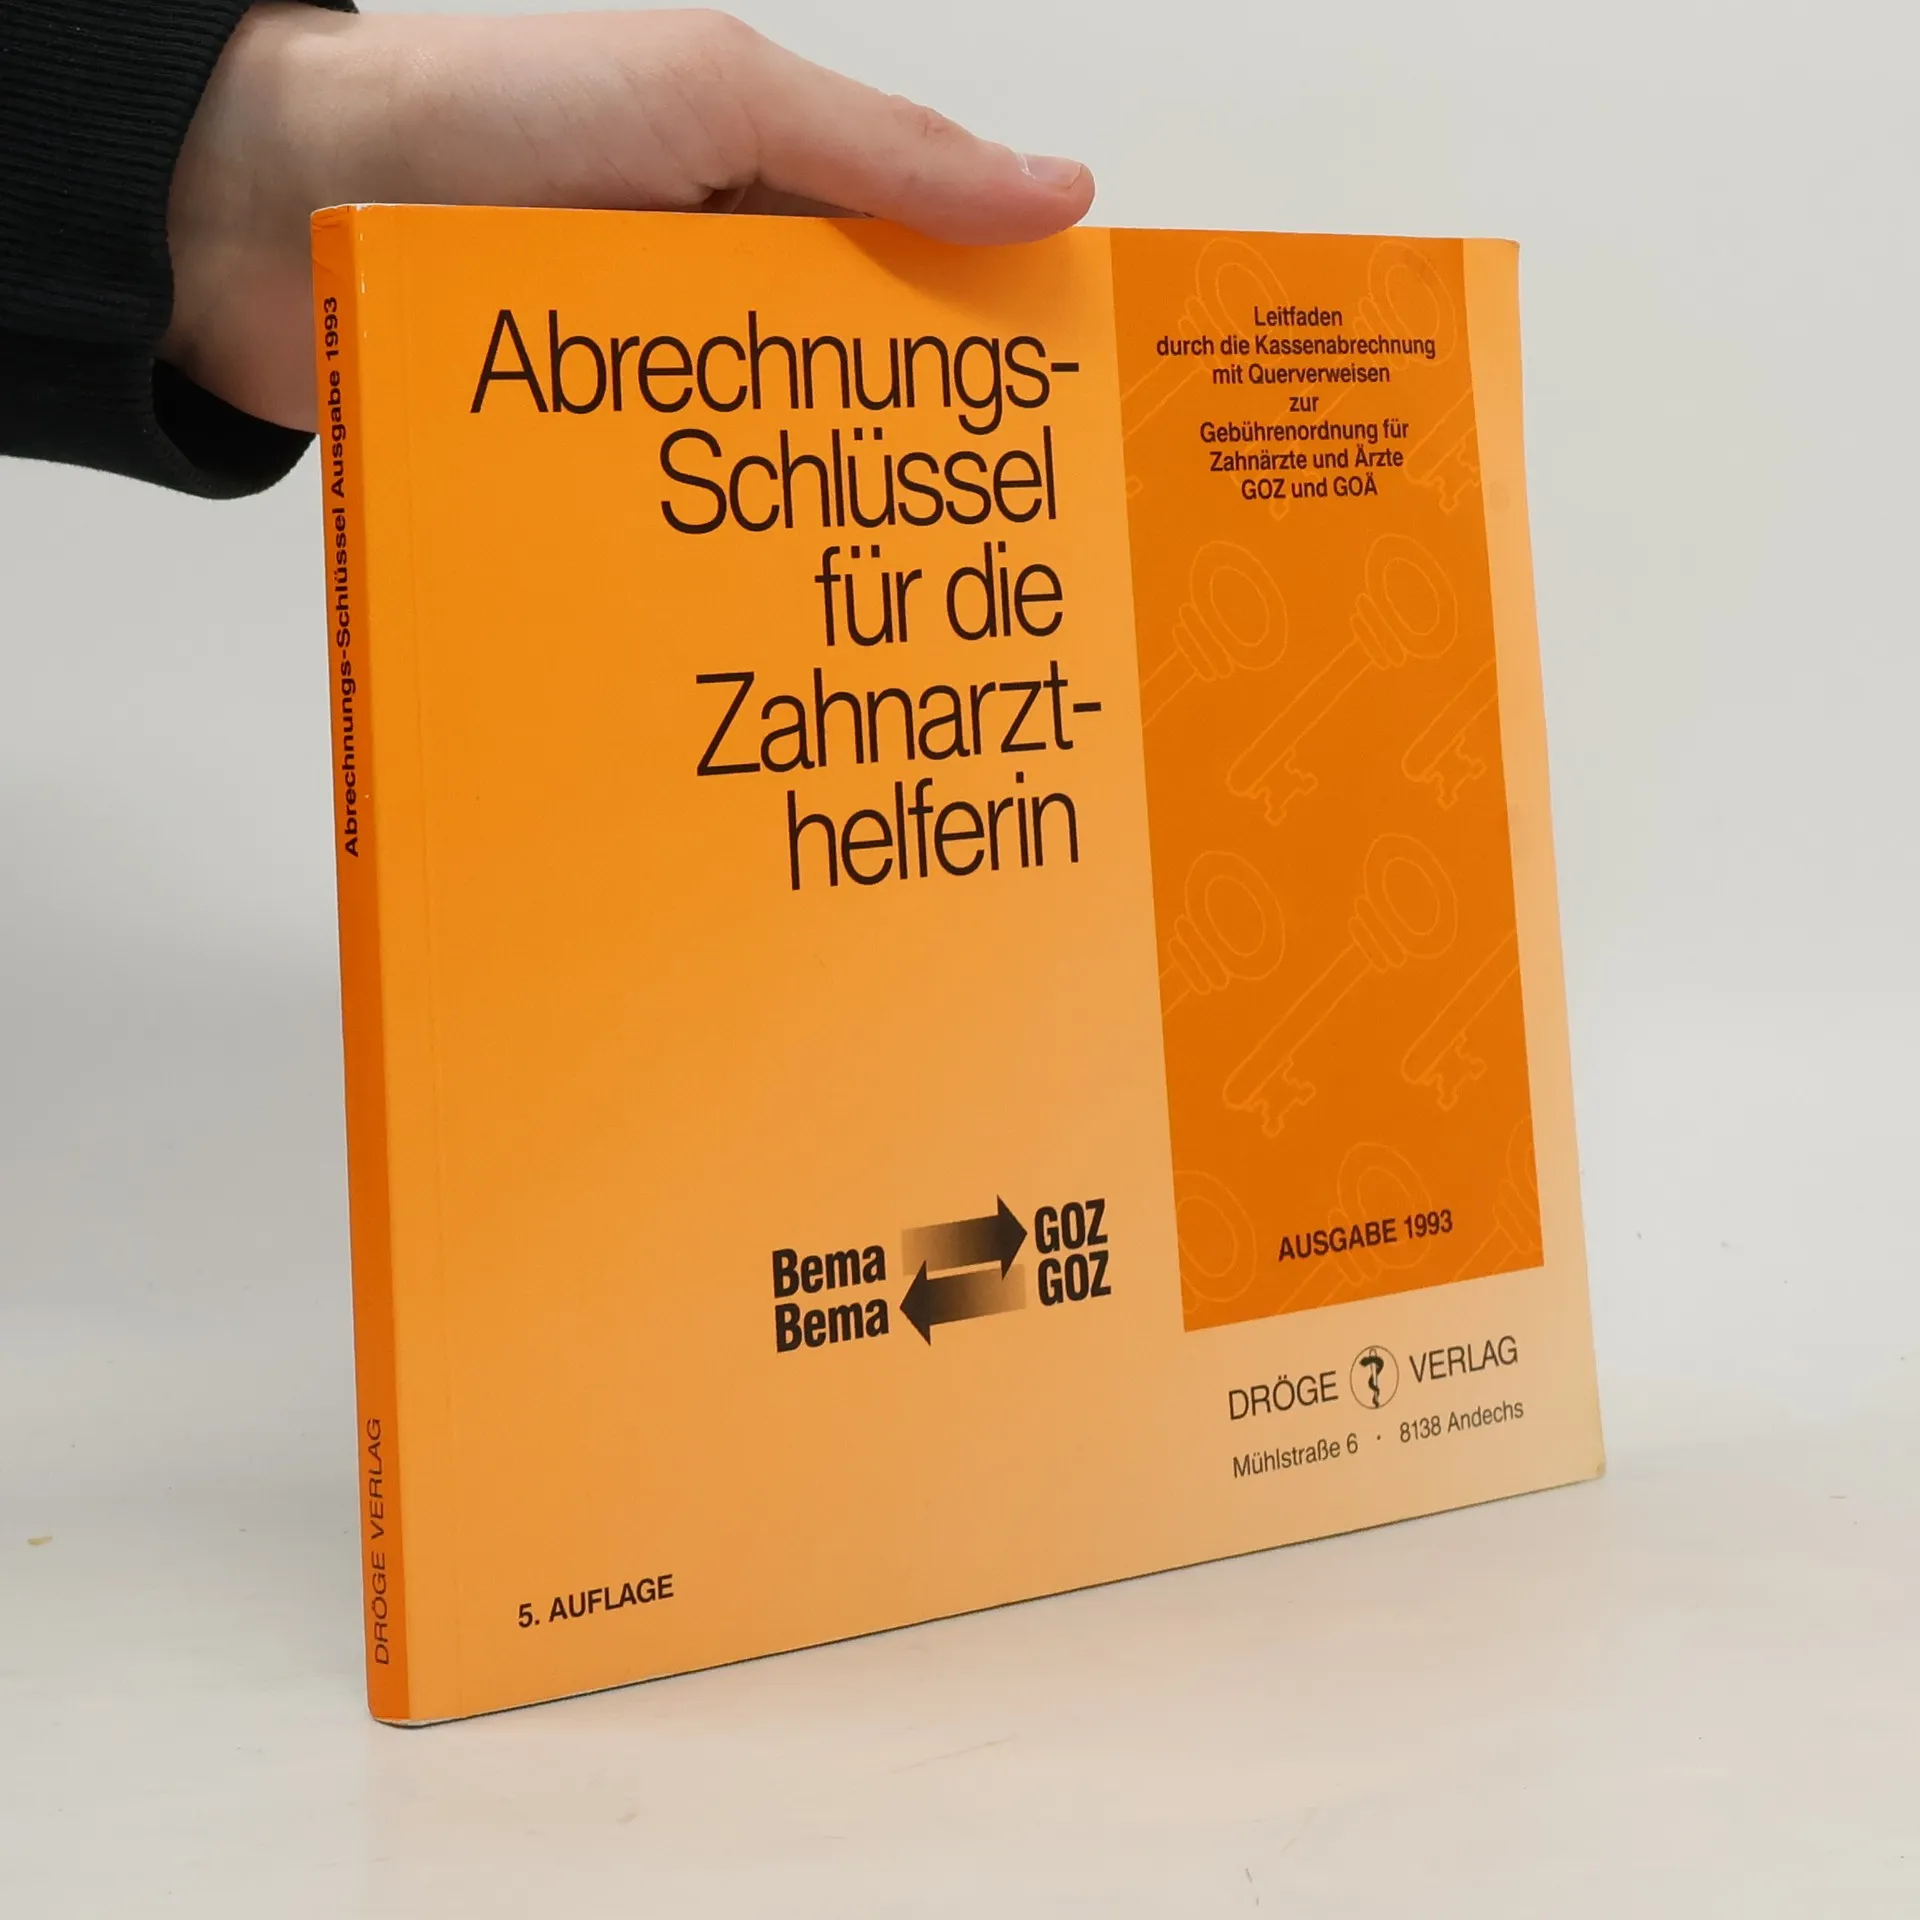 Abrechnungs-Schlüssel Ausgabe 1993
DRÖGE VERLAG
Abrechnungs-
Schlüssel
für die
Zahnarzt-
helferin
Leitfaden
durch die Kassenabrechnung
mit Querverweisen
zur
Gebührenordnung für
Zahnärzte und Ärzte
GOZ und GOÄ
AUSGABE 1993
Bema GOZ
Bema GOZ
DRÖGE VERLAG
Mühlstraße 6 · 8138 Andechs
5. AUFLAGE